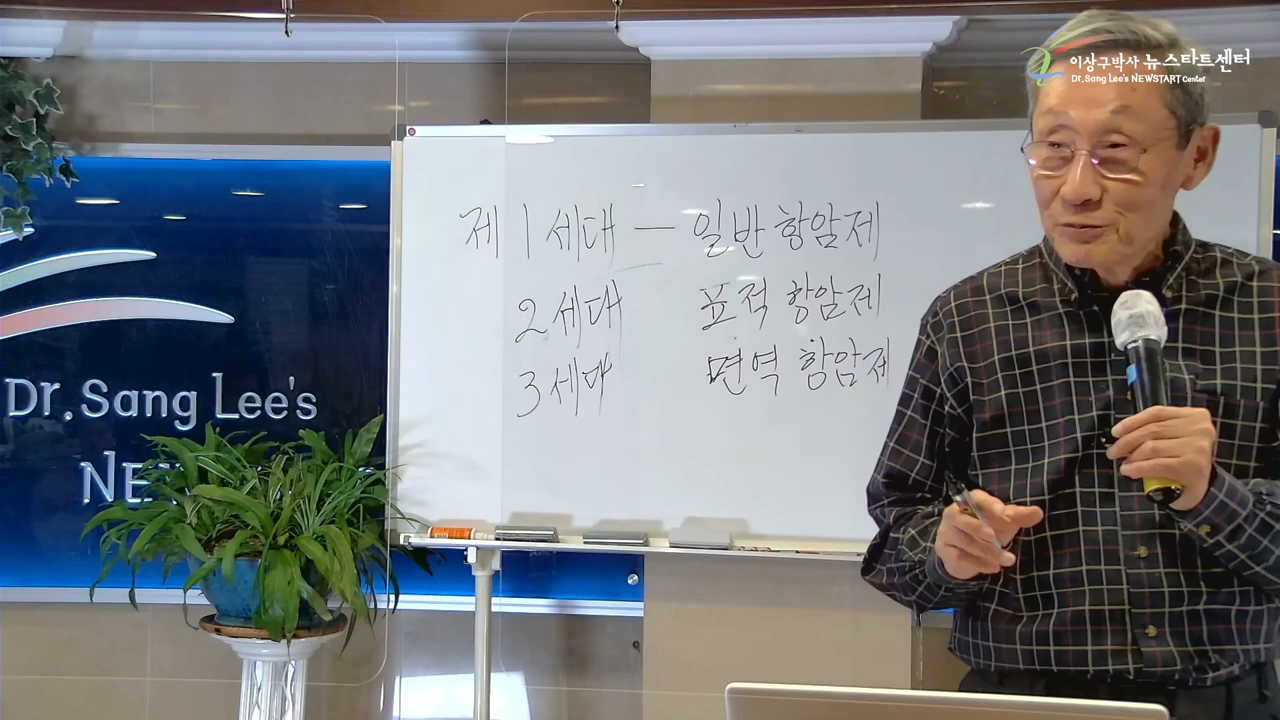 이상구박사 뉴스타트센터
Dr. Sang Lee's NEWSTART Center
제 1 세대 — 일반 항암제
2 세대 표적 항암제
3 세대 면역 항암제
Dr. Sang Lee's
NE